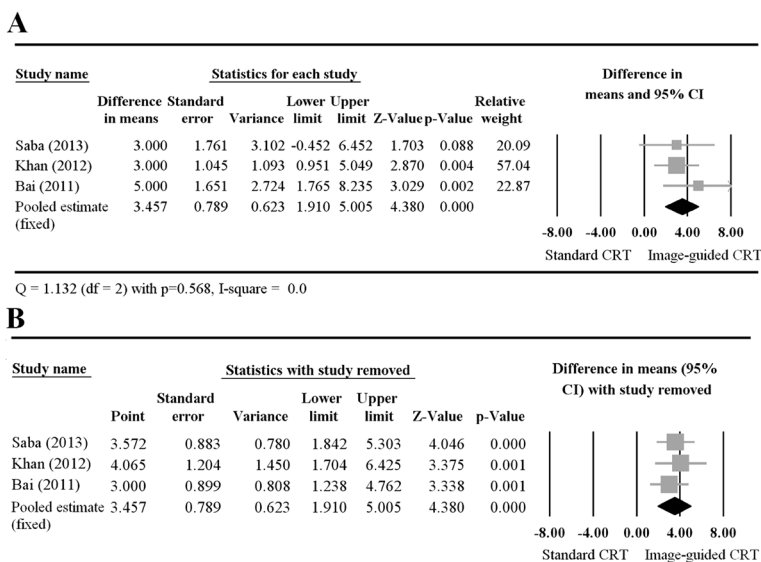 A
Study name Statistics for each study Difference in
means and 95% CI
Difference Standard Lower Upper Relative
in means error Variance limit limit Z-Value p-Value weight
Saba (2013) 3.000 1.761 3.102 -0.452 6.452 1.703 0.088 20.09
Khan (2012) 3.000 1.045 1.093 0.951 5.049 2.870 0.004 57.04
Bai (2011) 5.000 1.651 2.724 1.765 8.235 3.029 0.002 22.87
Pooled estimate 3.457 0.789 0.623 1.910 5.005 4.380 0.000
(fixed)
-8.00 -4.00 0.00 4.00 8.00
Standard CRT Image-guided CRT
Q = 1.132 (df = 2) with p=0.568, I-square = 0.0
B
Study name Statistics with study removed Difference in means (95%
CI) with study removed
Standard Lower Upper
Point error Variance limit limit Z-Value p-Value
Saba (2013) 3.572 0.883 0.780 1.842 5.303 4.046 0.000
Khan (2012) 4.065 1.204 1.450 1.704 6.425 3.375 0.001
Bai (2011) 3.000 0.899 0.808 1.238 4.762 3.338 0.001
Pooled estimate 3.457 0.789 0.623 1.910 5.005 4.380 0.000
(fixed)
-8.00 -4.00 0.00 4.00 8.00
Standard CRT Image-guided CRT